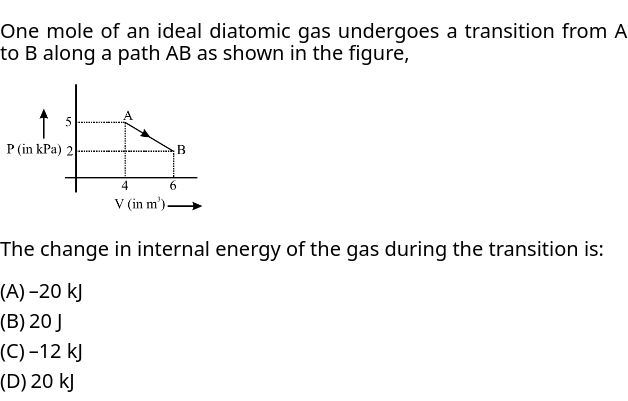 One mole of an ideal diatomic gas undergoes a transition from A
to B along a path AB as shown in the figure,
A
5
P (in kPa) 2
B
4 6
V (in m³)
The change in internal energy of the gas during the transition is:
(A) –20 kJ
(B) 20 J
(C) –12 kJ
(D) 20 kJ